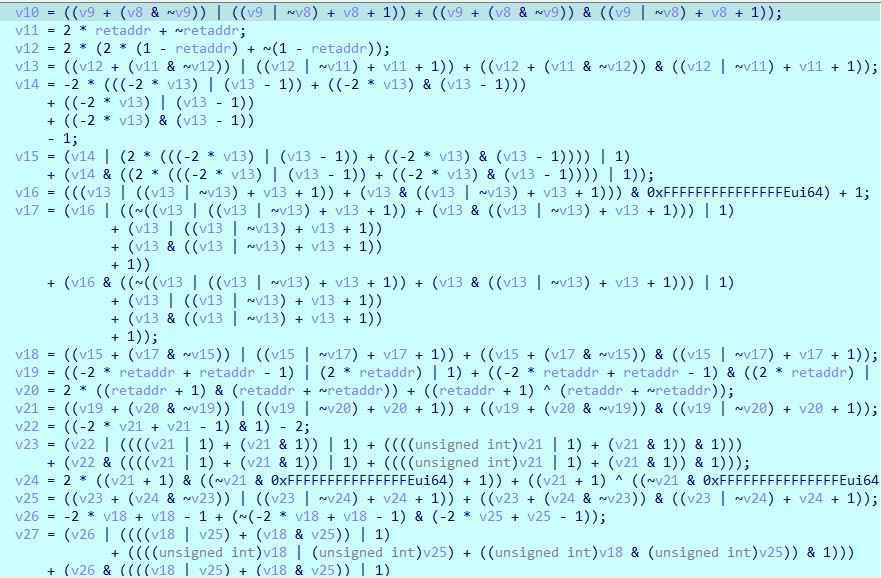 v10 = ((v9 + (v8 & ~v9)) | ((v9 | ~v8) + v8 + 1)) + ((v9 + (v8 & ~v9)) & ((v9 | ~v8) + v8 + 1));
v11 = 2 * retaddr + ~retaddr;
v12 = 2 * (2 * (1 - retaddr) + ~(1 - retaddr));
v13 = ((v12 + (v11 & ~v12)) | ((v12 | ~v11) + v11 + 1)) + ((v12 + (v11 & ~v12)) & ((v12 | ~v11) + v11 + 1));
v14 = -2 * (((-2 * v13) | (v13 - 1)) + ((-2 * v13) & (v13 - 1)))
+ ((-2 * v13) | (v13 - 1))
+ ((-2 * v13) & (v13 - 1))
- 1;
v15 = (v14 | (2 * (((-2 * v13) | (v13 - 1)) + ((-2 * v13) & (v13 - 1)))) | 1)
+ (v14 & ((2 * (((-2 * v13) | (v13 - 1)) + ((-2 * v13) & (v13 - 1)))) | 1));
v16 = (((v13 | ((v13 | ~v13) + v13 + 1)) + (v13 & ((v13 | ~v13) + v13 + 1))) & 0xFFFFFFFFFFFFFFFEui64) + 1;
v17 = (v16 | ((~((v13 | ((v13 | ~v13) + v13 + 1)) + (v13 & ((v13 | ~v13) + v13 + 1))) | 1)
+ (v13 | ((v13 | ~v13) + v13 + 1))
+ (v13 & ((v13 | ~v13) + v13 + 1))
+ 1))
+ (v16 & ((~((v13 | ((v13 | ~v13) + v13 + 1)) + (v13 & ((v13 | ~v13) + v13 + 1))) | 1)
+ (v13 | ((v13 | ~v13) + v13 + 1))
+ (v13 & ((v13 | ~v13) + v13 + 1))
+ 1));
v18 = ((v15 + (v17 & ~v15)) | ((v15 | ~v17) + v17 + 1)) + ((v15 + (v17 & ~v15)) & ((v15 | ~v17) + v17 + 1));
v19 = ((-2 * retaddr + retaddr - 1) | (2 * retaddr) | 1) + ((-2 * retaddr + retaddr - 1) & ((2 * retaddr) |
v20 = 2 * ((retaddr + 1) & (retaddr + ~retaddr)) + ((retaddr + 1) ^ (retaddr + ~retaddr));
v21 = ((v19 + (v20 & ~v19)) | ((v19 | ~v20) + v20 + 1)) + ((v19 + (v20 & ~v19)) & ((v19 | ~v20) + v20 + 1));
v22 = ((-2 * v21 + v21 - 1) & 1) - 2;
v23 = (v22 | ((((v21 | 1) + (v21 & 1)) | 1) + ((((unsigned int)v21 | 1) + (v21 & 1)) & 1)))
+ (v22 & ((((v21 | 1) + (v21 & 1)) | 1) + ((((unsigned int)v21 | 1) + (v21 & 1)) & 1)));
v24 = 2 * ((v21 + 1) & ((~v21 & 0xFFFFFFFFFFFFFFFEui64) + 1)) + ((v21 + 1) ^ ((~v21 & 0xFFFFFFFFFFFFFFFEui64
v25 = ((v23 + (v24 & ~v23)) | ((v23 | ~v24) + v24 + 1)) + ((v23 + (v24 & ~v23)) & ((v23 | ~v24) + v24 + 1));
v26 = -2 * v18 + v18 - 1 + (~(-2 * v18 + v18 - 1) & (-2 * v25 + v25 - 1));
v27 = (v26 | ((((v18 | v25) + (v18 & v25)) | 1)
+ ((((unsigned int)v18 | (unsigned int)v25) + ((unsigned int)v18 & (unsigned int)v25)) & 1)))
+ (v26 & ((((v18 | v25) + (v18 & v25)) | 1)